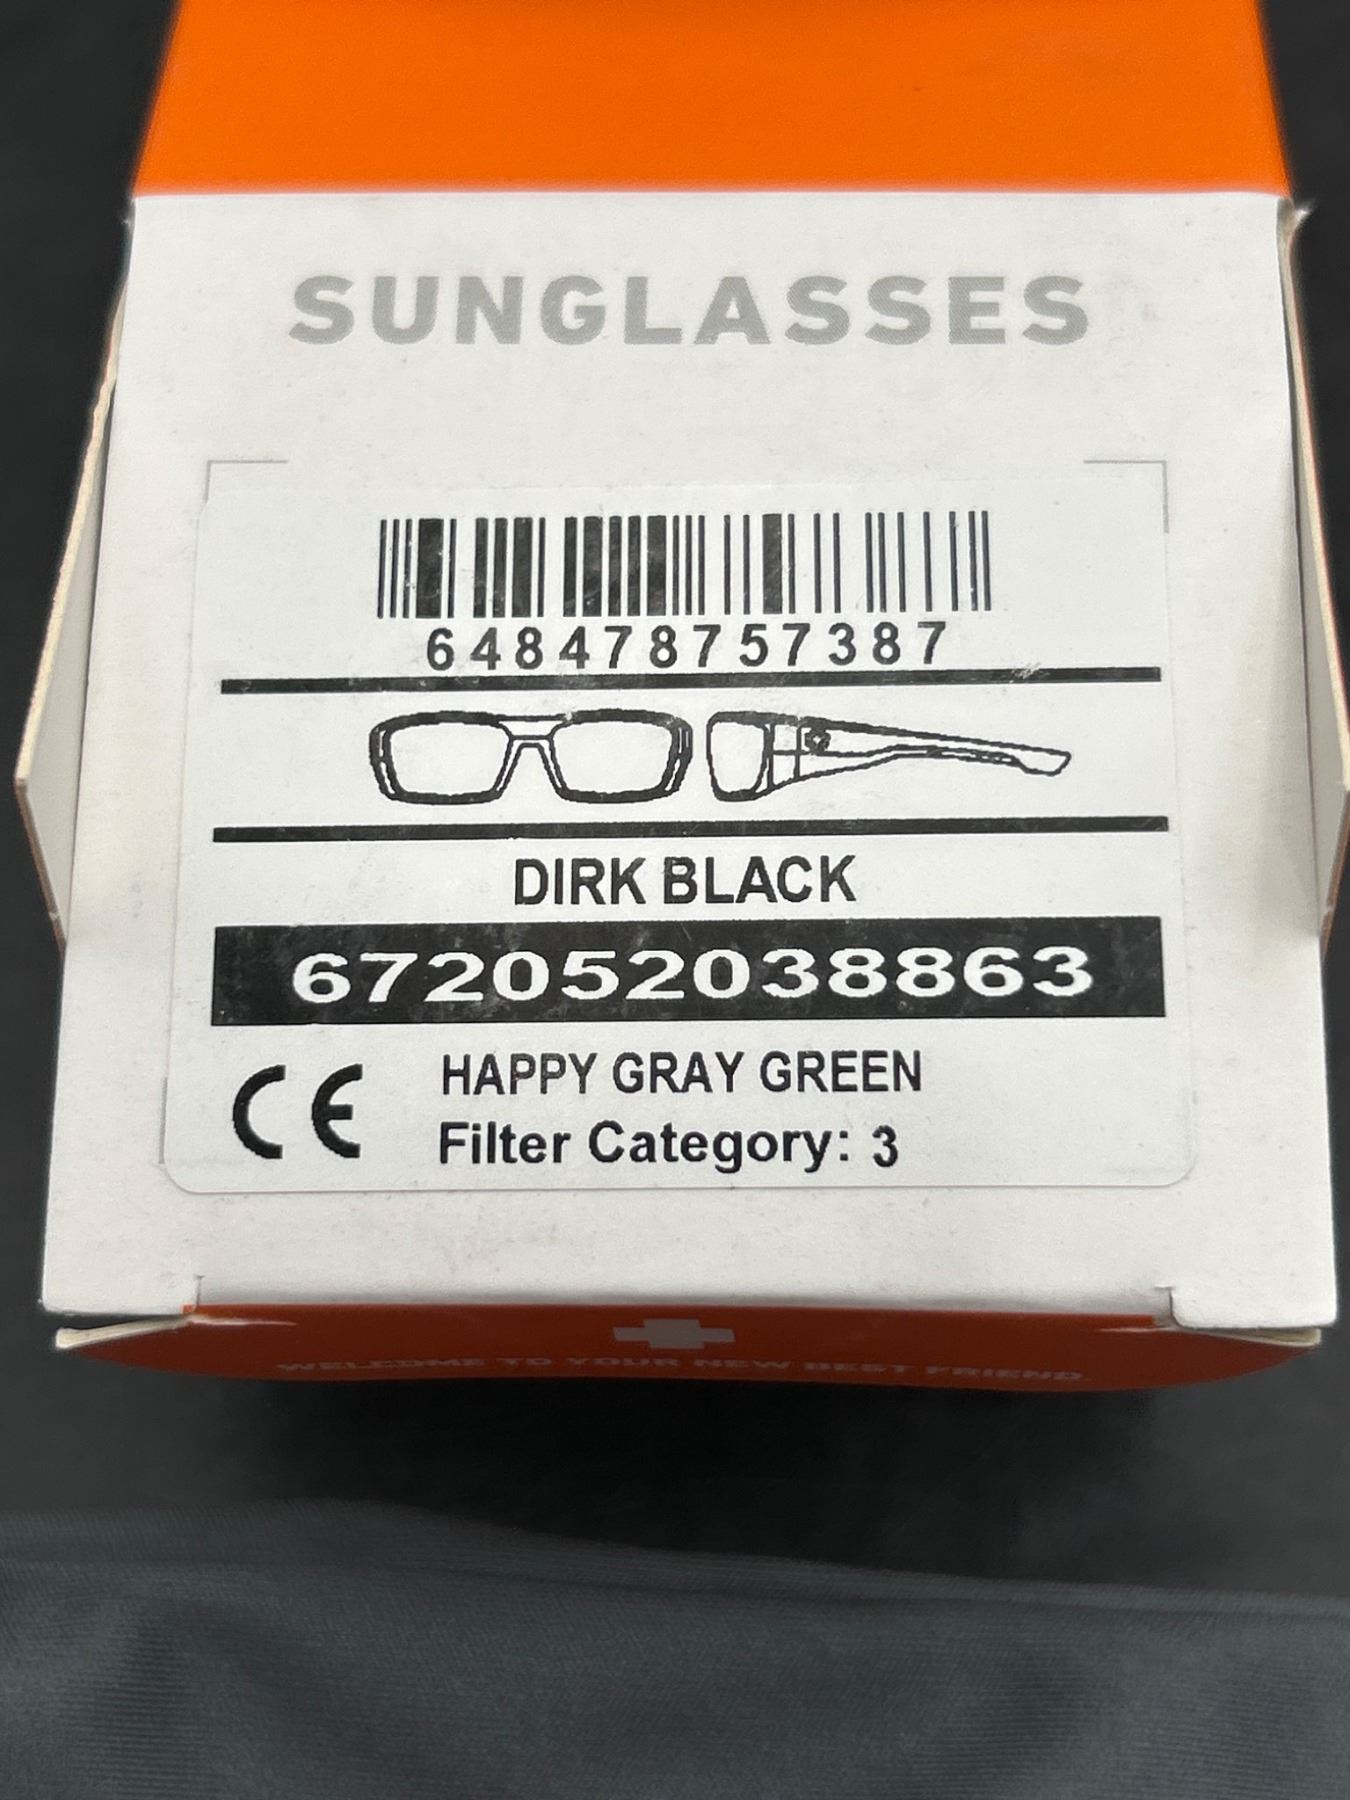 SUNGLASSES
648478757387
DIRK BLACK
672052038863
CE
HAPPY GRAY GREEN
Filter Category: 3
WELCOME TO YOUR NEW BEST FRIEND.